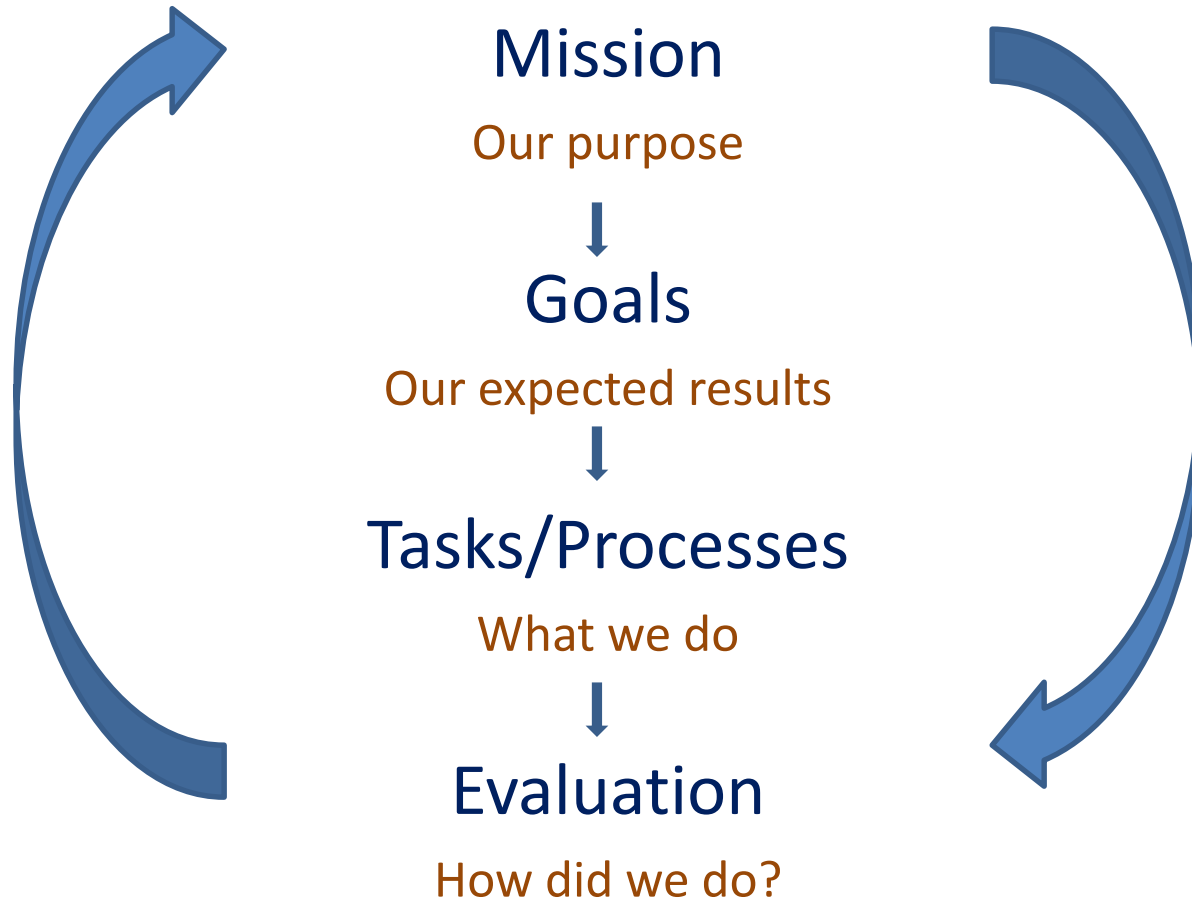 Mission
Our purpose
Goals
Our expected results
Tasks/Processes
What we do
Evaluation
How did we do?